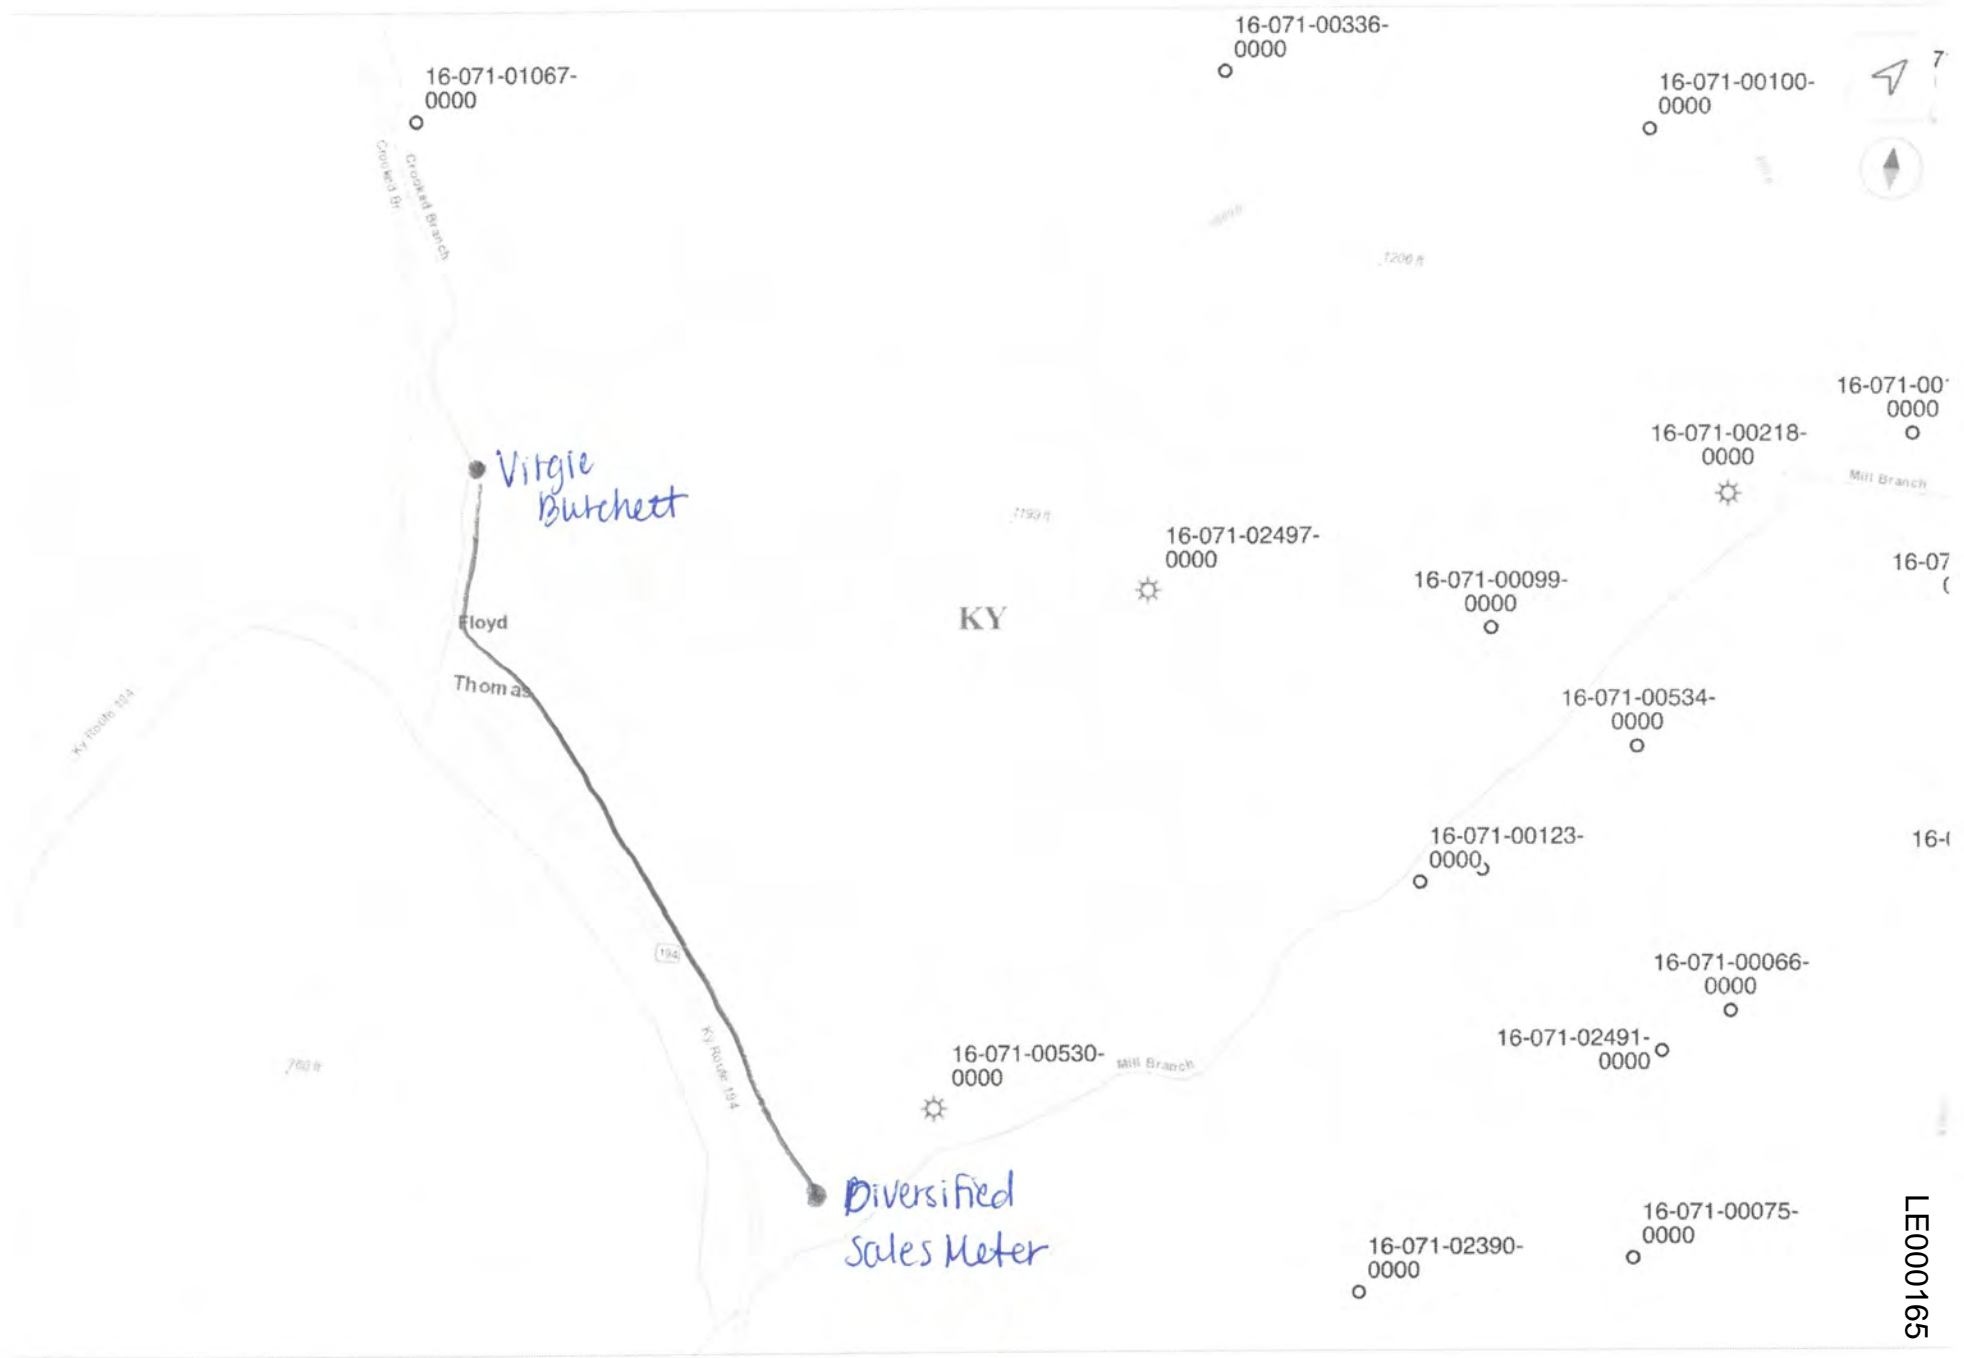 16-071-00336-
0000
16-071-01067-
0000
16-071-00100-
0000
Crooked Br
Crooked Branch
1200 ft
16-071-00
0000
16-071-00218-
0000
Mill Branch
Virgie
Butchett
1193 ft
16-071-02497-
0000
16-07
16-071-00099-
0000
KY
Floyd
Thomas
Ky Route 194
16-071-00534-
0000
16-071-00123-
0000
16-
194
16-071-00066-
0000
16-071-02491-
0000
Ky Route 194
760 ft
16-071-00530-
0000
Mill Branch
Diversified
Sales Meter
16-071-00075-
0000
16-071-02390-
0000
LE000165